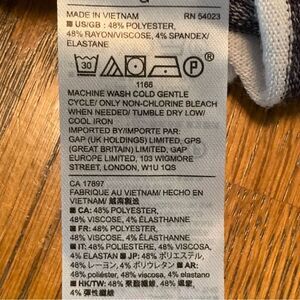 MADE IN VIETNAM RN 54023
■ US/GB : 48% POLYESTER,
48% RAYON/VISCOSE, 4% SPANDEX/
ELASTANE
30 P
1166
MACHINE WASH COLD GENTLE
CYCLE/ ONLY NON-CHLORINE BLEACH
WHEN NEEDED/ TUMBLE DRY LOW/
COOL IRON
IMPORTED BY/IMPORTE PAR:
GAP (UK HOLDINGS) LIMITED, GPS
(GREAT BRITAIN) LIMITED, GAP
EUROPE LIMITED, 103 WIGMORE
STREET, LONDON, W1U 1QS
CA 17897
FABRIQUE AU VIETNAM/ HECHO EN
VIETNAM/ 越南製造
■ CA: 48% POLYESTER,
48% VISCOSE, 4% ÉLASTHANNE
■ FR: 48% POLYESTER,
48% VISCOSE, 4% ÉLASTHANNE
■ IT: 48% POLIESTERE, 48% VISCOSA,
4% ELASTAN ■ JP: 48% ポリエステル,
48% レーヨン, 4% ポリウレタン ■ AR:
48% poliéster, 48% viscosa, 4% elastano
■ HK/TW: 48% 聚酯纖維, 48%
4% 彈性纖維